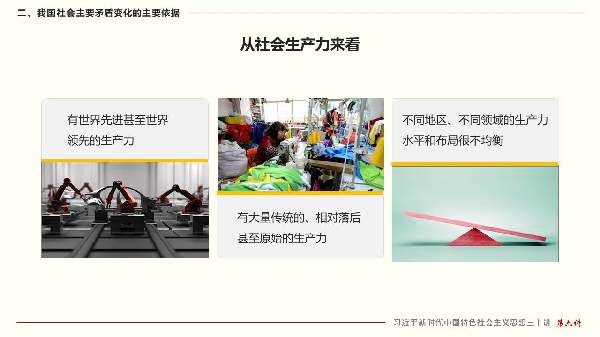 二、我国社会主要矛盾变化的主要依据
从社会生产力来看
有世界先进甚至世界
领先的生产力
有大量传统的、相对落后
甚至原始的生产力
不同地区、不同领域的生产力
水平和布局很不均衡
习近平新时代中国特色社会主义思想三十讲 第六讲